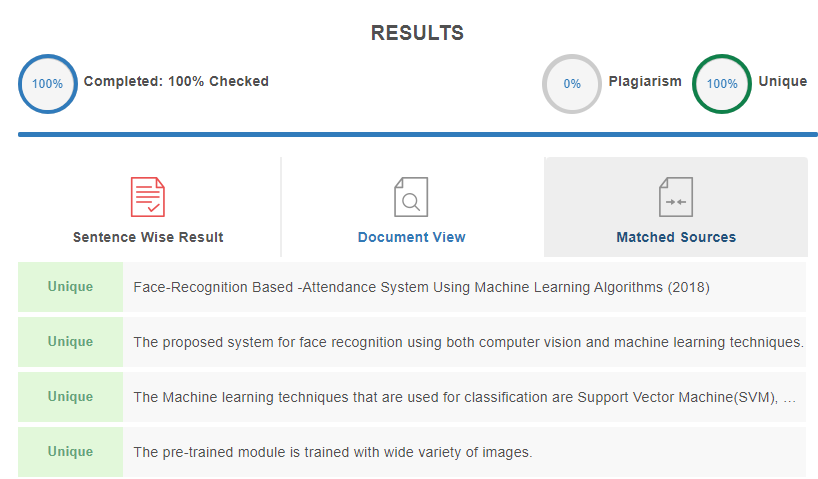 RESULTS
100% Completed: 100% Checked 0% Plagiarism 100% Unique
Sentence Wise Result Document View Matched Sources
Unique Face-Recognition Based -Attendance System Using Machine Learning Algorithms (2018)
Unique The proposed system for face recognition using both computer vision and machine learning techniques.
Unique The Machine learning techniques that are used for classification are Support Vector Machine(SVM), ...
Unique The pre-trained module is trained with wide variety of images.